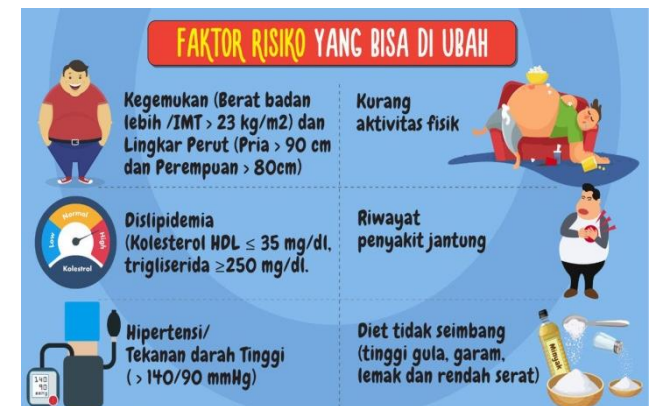 FAKTOR RISIKO YANG BISA DI UBAH
Kegemukan (Berat badan
lebih /IMT > 23 kg/m2) dan
Lingkar Perut (Pria > 90 cm
dan Perempuan > 80cm)
Kurang
aktivitas fisik
Low
Normal
High
Kolestrol
Dislipidemia
(Kolesterol HDL ≤ 35 mg/dl,
trigliserida ≥250 mg/dl.
Riwayat
penyakit jantung
140
90
Hipertensi/
Tekanan darah Tinggi
( > 140/90 mmHg)
Diet tidak seimbang
(tinggi gula, garam,
lemak dan rendah serat)
Minyak